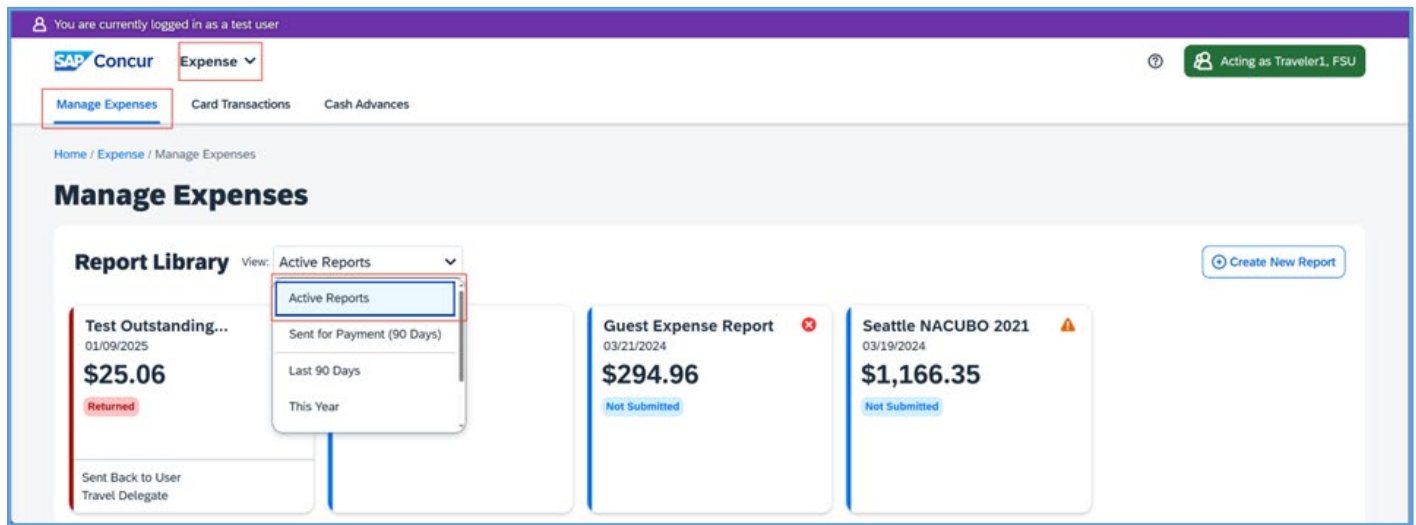 You are currently logged in as a test user
SAP Concur Expense
Acting as Traveler1, FSU
Manage Expenses Card Transactions Cash Advances
Home / Expense / Manage Expenses
Manage Expenses
Report Library View: Active Reports
Create New Report
Active Reports
Sent for Payment (90 Days)
Last 90 Days
This Year
Test Outstanding...
01/09/2025
$25.06
Returned
Sent Back to User
Travel Delegate
Guest Expense Report
03/21/2024
$294.96
Not Submitted
Seattle NACUBO 2021
03/19/2024
$1,166.35
Not Submitted